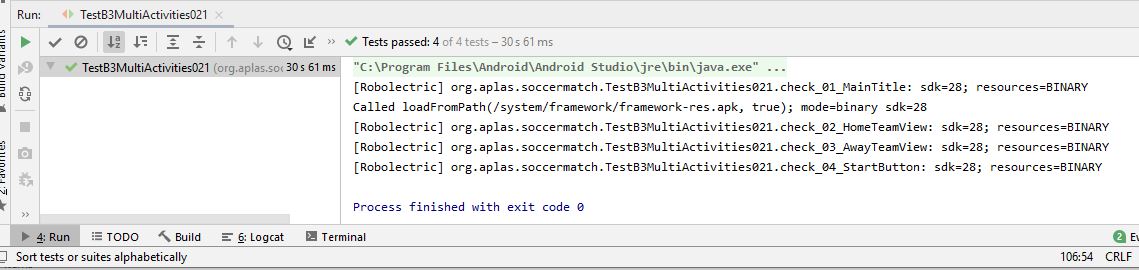 Run: TestB3MultiActivities021 ×
>> Tests passed: 4 of 4 tests – 30 s 61 ms
TestB3MultiActivities021 (org.aplas.soc 30 s 61 ms
"C:\Program Files\Android\Android Studio\jre\bin\java.exe" ...
[Robolectric] org.aplas.soccermatch.TestB3MultiActivities021.check_01_MainTitle: sdk=28; resources=BINARY
Called loadFromPath(/system/framework/framework-res.apk, true); mode=binary sdk=28
[Robolectric] org.aplas.soccermatch.TestB3MultiActivities021.check_02_HomeTeamView: sdk=28; resources=BINARY
[Robolectric] org.aplas.soccermatch.TestB3MultiActivities021.check_03_AwayTeamView: sdk=28; resources=BINARY
[Robolectric] org.aplas.soccermatch.TestB3MultiActivities021.check_04_StartButton: sdk=28; resources=BINARY
Process finished with exit code 0
Build Variants
2: Favorites
>>
4: Run TODO Build 6: Logcat Terminal 2 Ev
Sort tests or suites alphabetically 106:54 CRLF